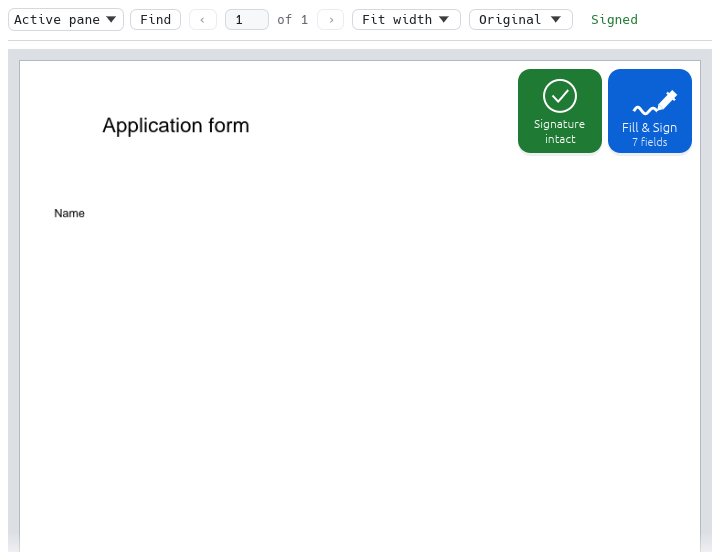 Active pane Find ‹ 1 of 1 › Fit width Original Signed
Application form
Signature
intact
Fill & Sign
7 fields
Name